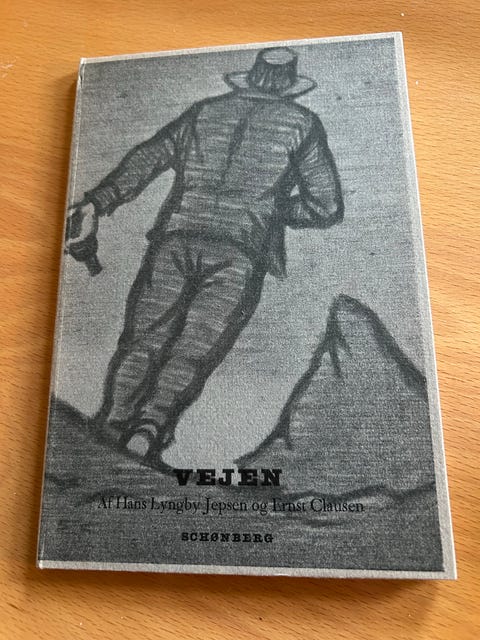 VEJEN
Af Hans Lyngby Jepsen og Ernst Clausen
SCHØNBERG